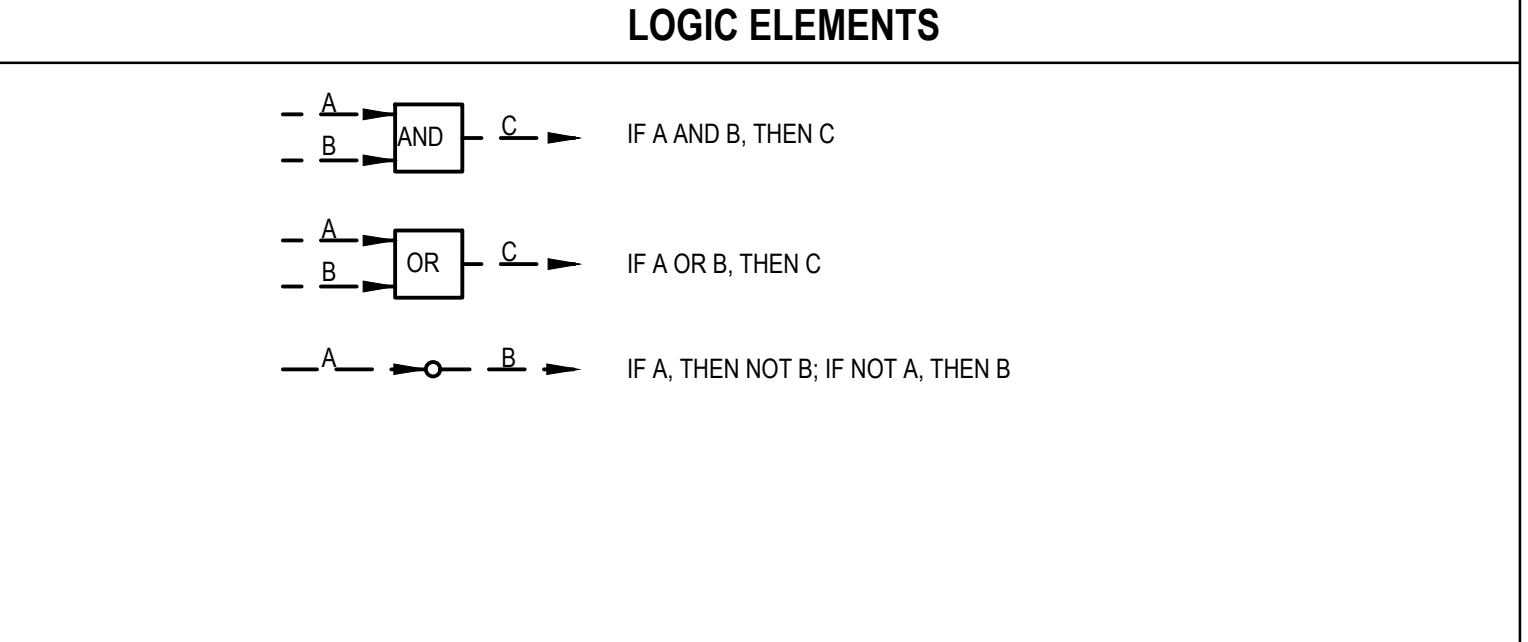 LOGIC ELEMENTS
A
B
AND
C
IF A AND B, THEN C
A
B
OR
C
IF A OR B, THEN C
A
B
IF A, THEN NOT B; IF NOT A, THEN B